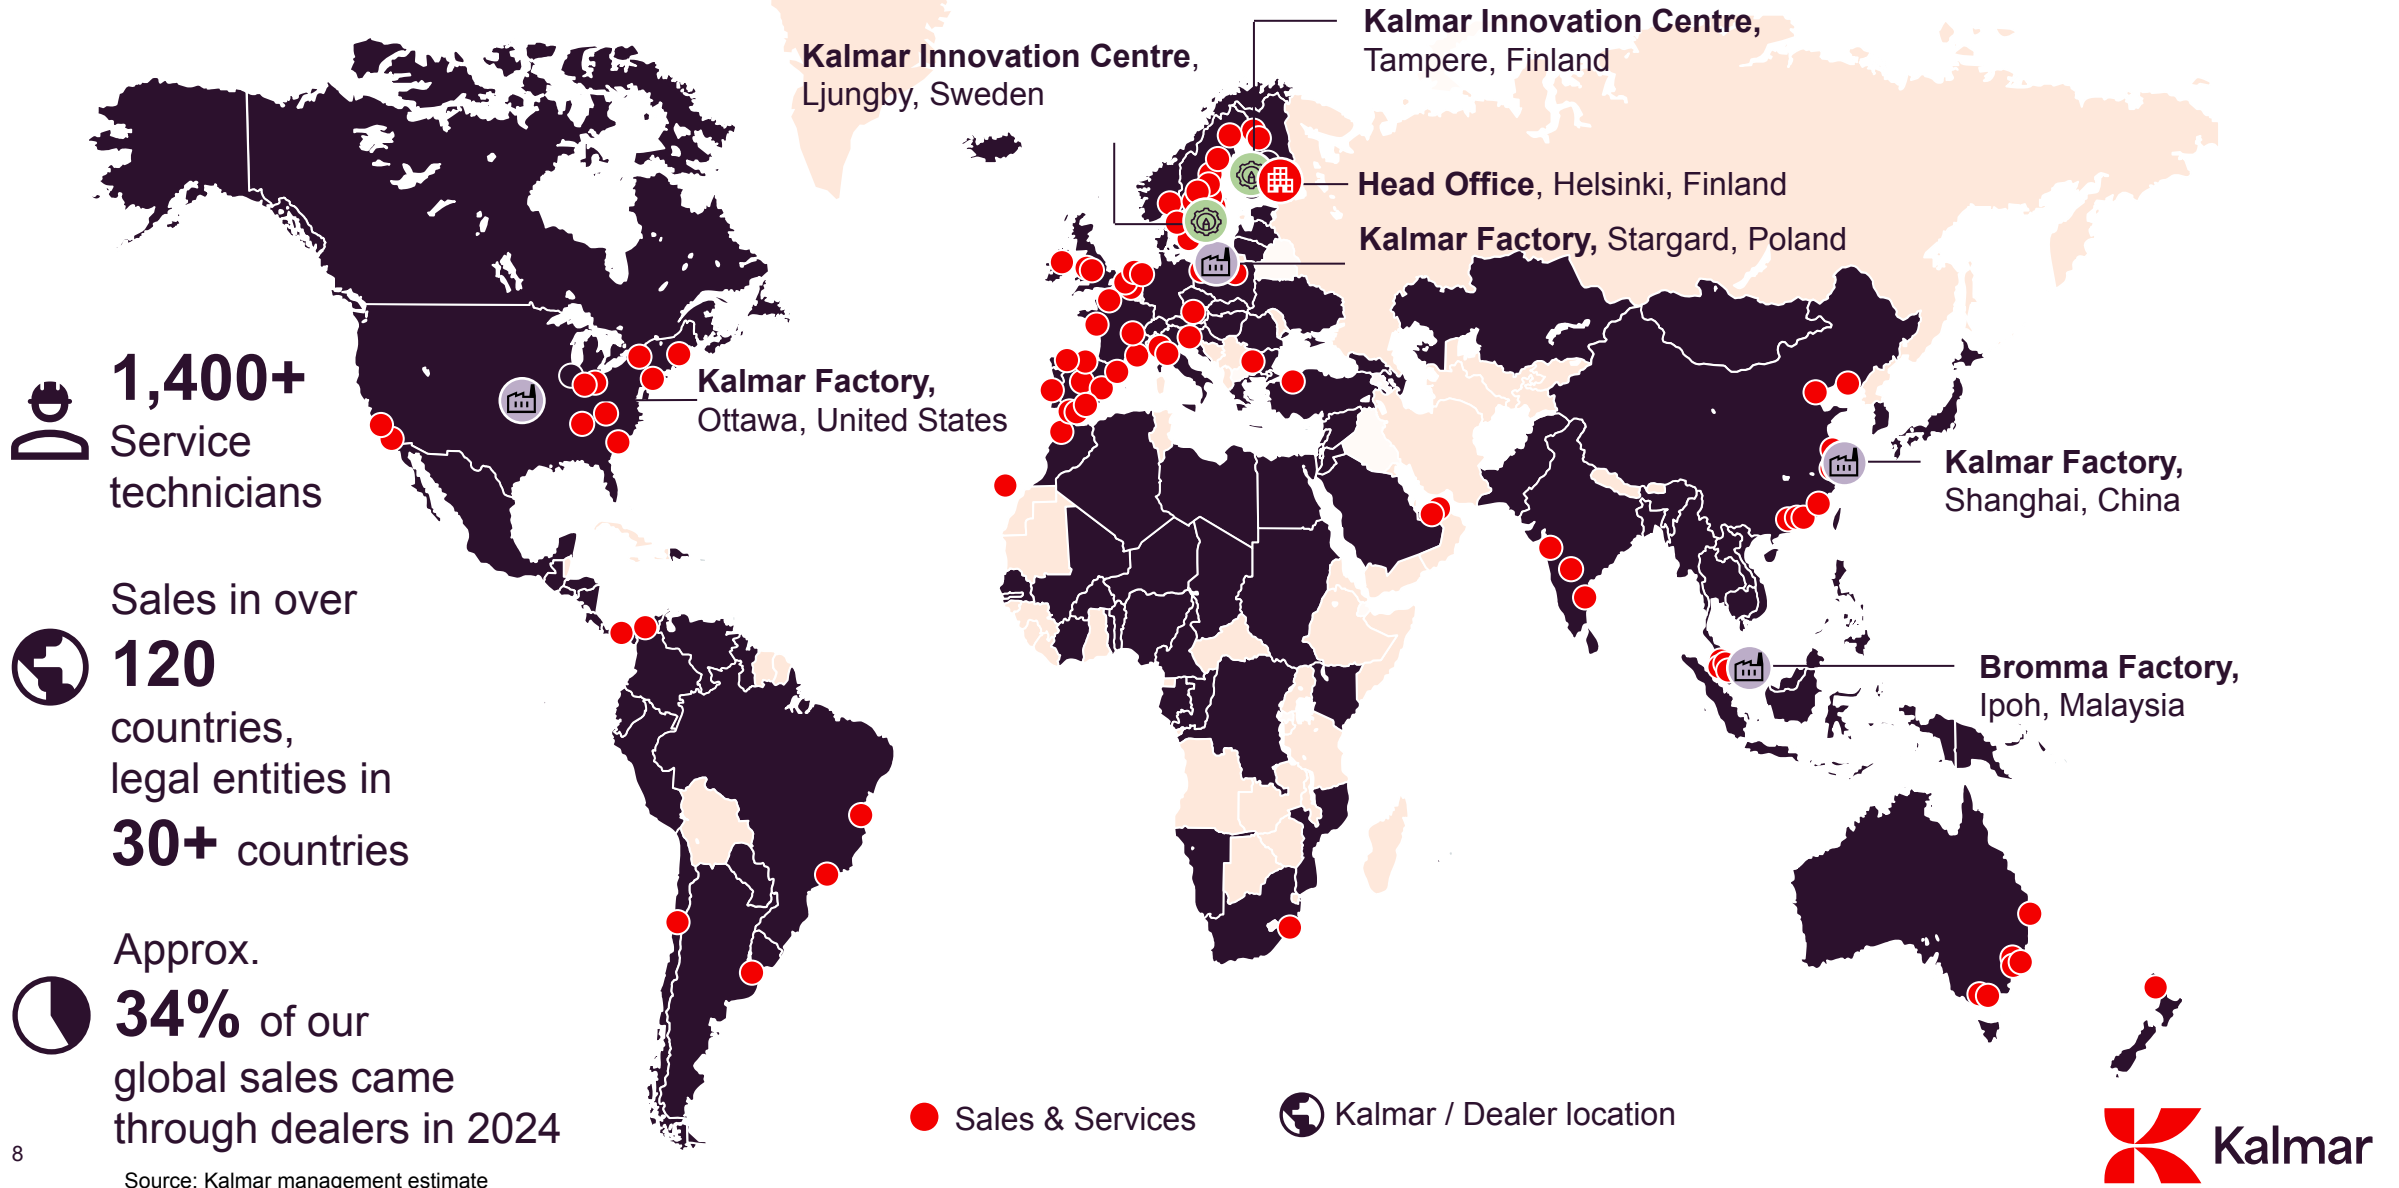 Kalmar Innovation Centre,
Tampere, Finland
Kalmar Innovation Centre,
Ljungby, Sweden
Head Office, Helsinki, Finland
Kalmar Factory, Stargard, Poland
1,400+
Service
technicians
Kalmar Factory,
Ottawa, United States
Kalmar Factory,
Shanghai, China
Sales in over
120
countries,
legal entities in
30+ countries
Bromma Factory,
Ipoh, Malaysia
Approx.
34% of our
global sales came
through dealers in 2024
Sales & Services
Kalmar / Dealer location
Kalmar
8
Source: Kalmar management estimate